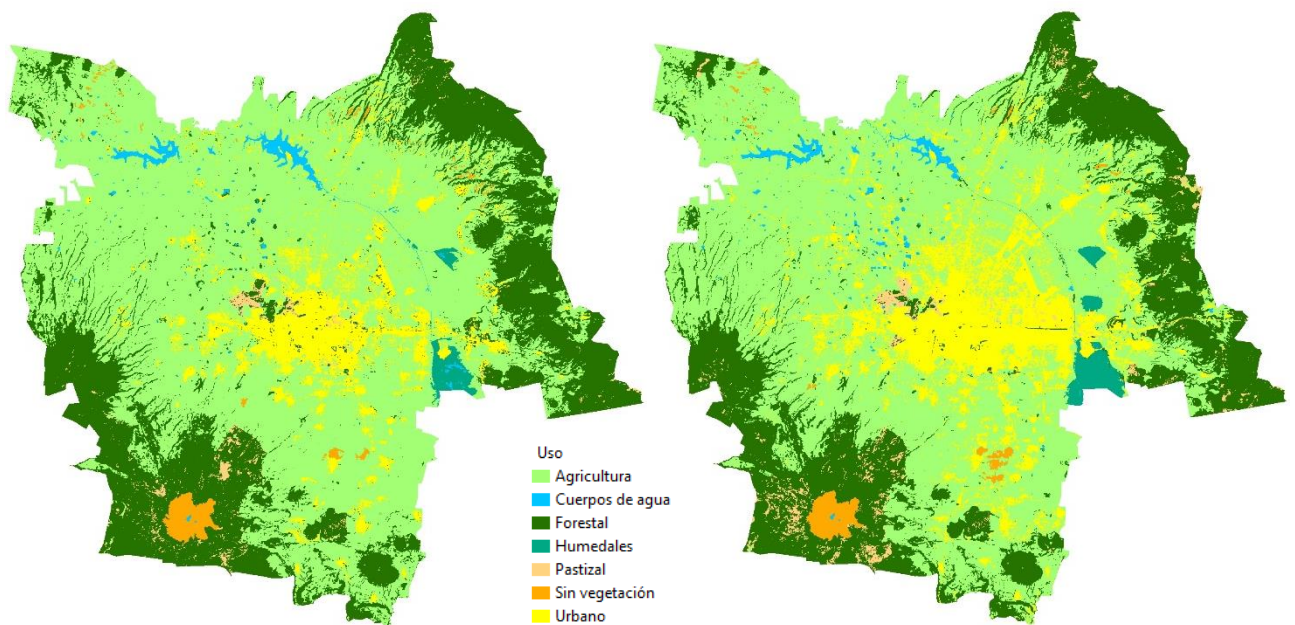 Uso
Agricultura
Cuerpos de agua
Forestal
Humedales
Pastizal
Sin vegetación
Urbano